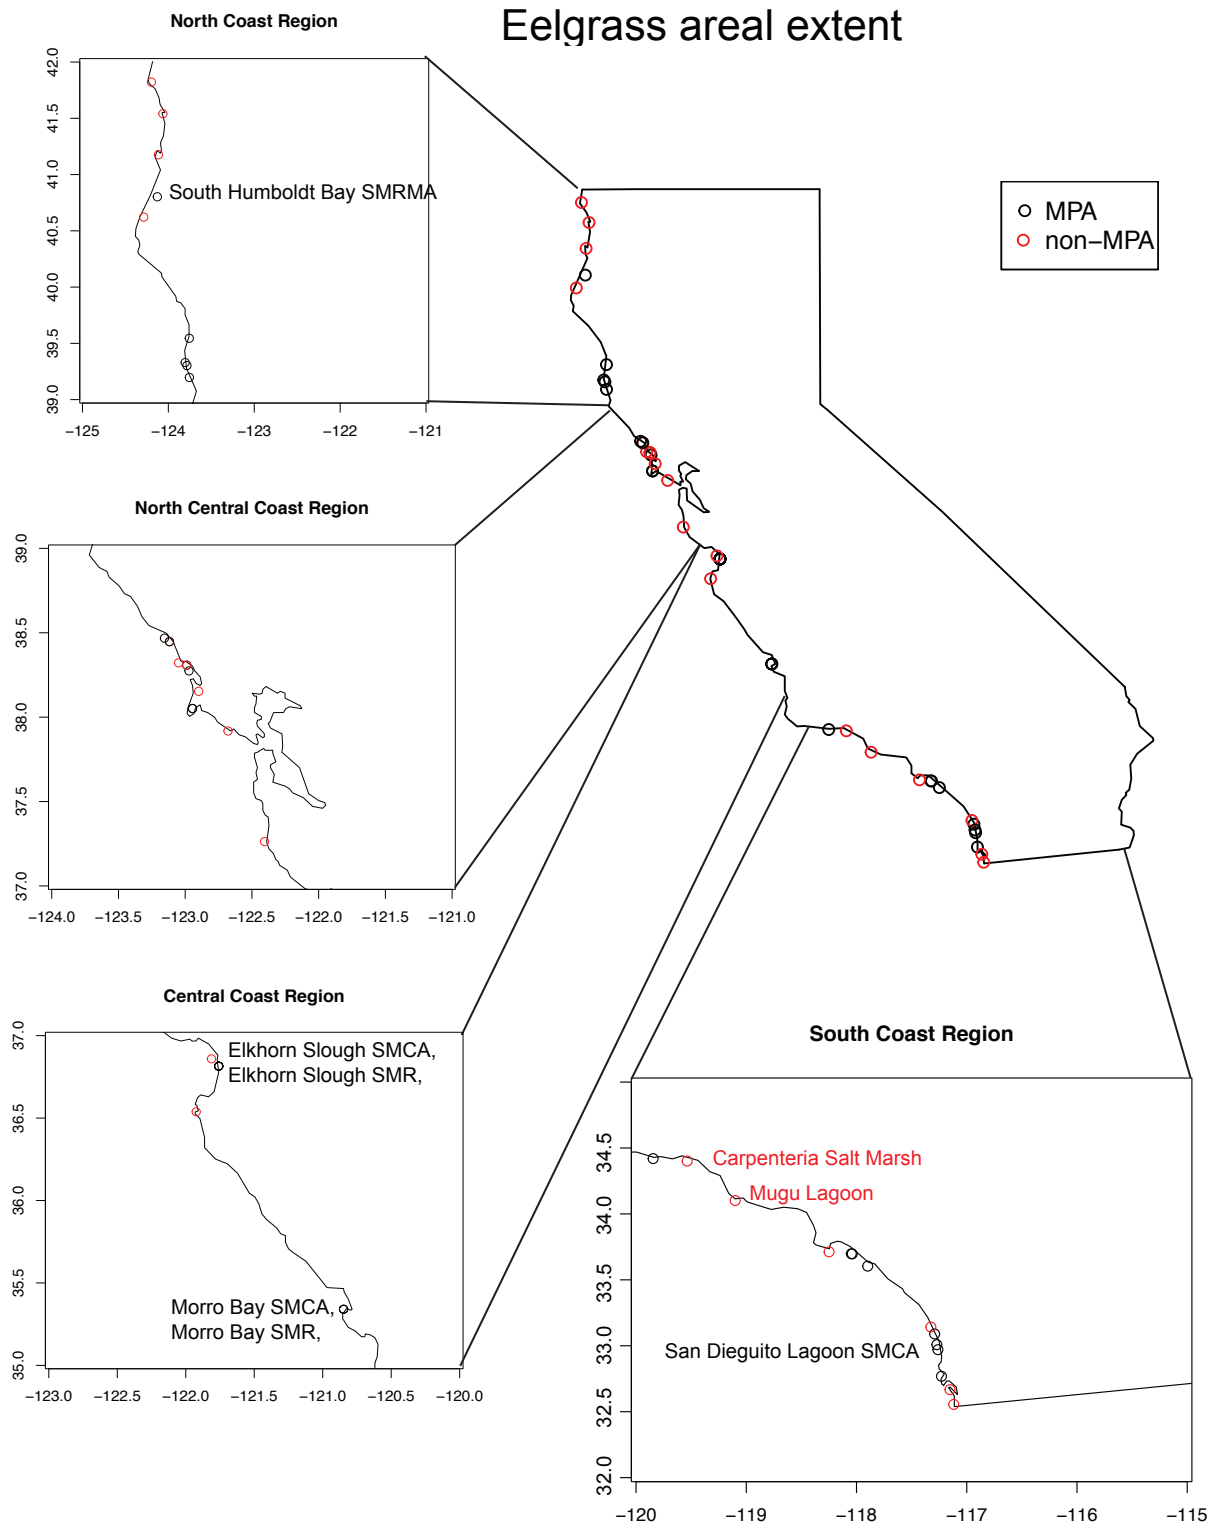 Eelgrass areal extent
North Coast Region
42.0
41.5
41.0
40.5
40.0
39.5
39.0
South Humboldt Bay SMRMA
−125 −124 −123 −122 −121
MPA
non−MPA
North Central Coast Region
39.0
38.5
38.0
37.5
37.0
−124.0 −123.5 −123.0 −122.5 −122.0 −121.5 −121.0
Central Coast Region
37.0
36.5
36.0
35.5
35.0
Elkhorn Slough SMCA,
Elkhorn Slough SMR,
Morro Bay SMCA,
Morro Bay SMR,
−123.0 −122.5 −122.0 −121.5 −121.0 −120.5 −120.0
South Coast Region
34.5
34.0
33.5
33.0
32.5
32.0
Carpenteria Salt Marsh
Mugu Lagoon
San Dieguito Lagoon SMCA
−120 −119 −118 −117 −116 −115